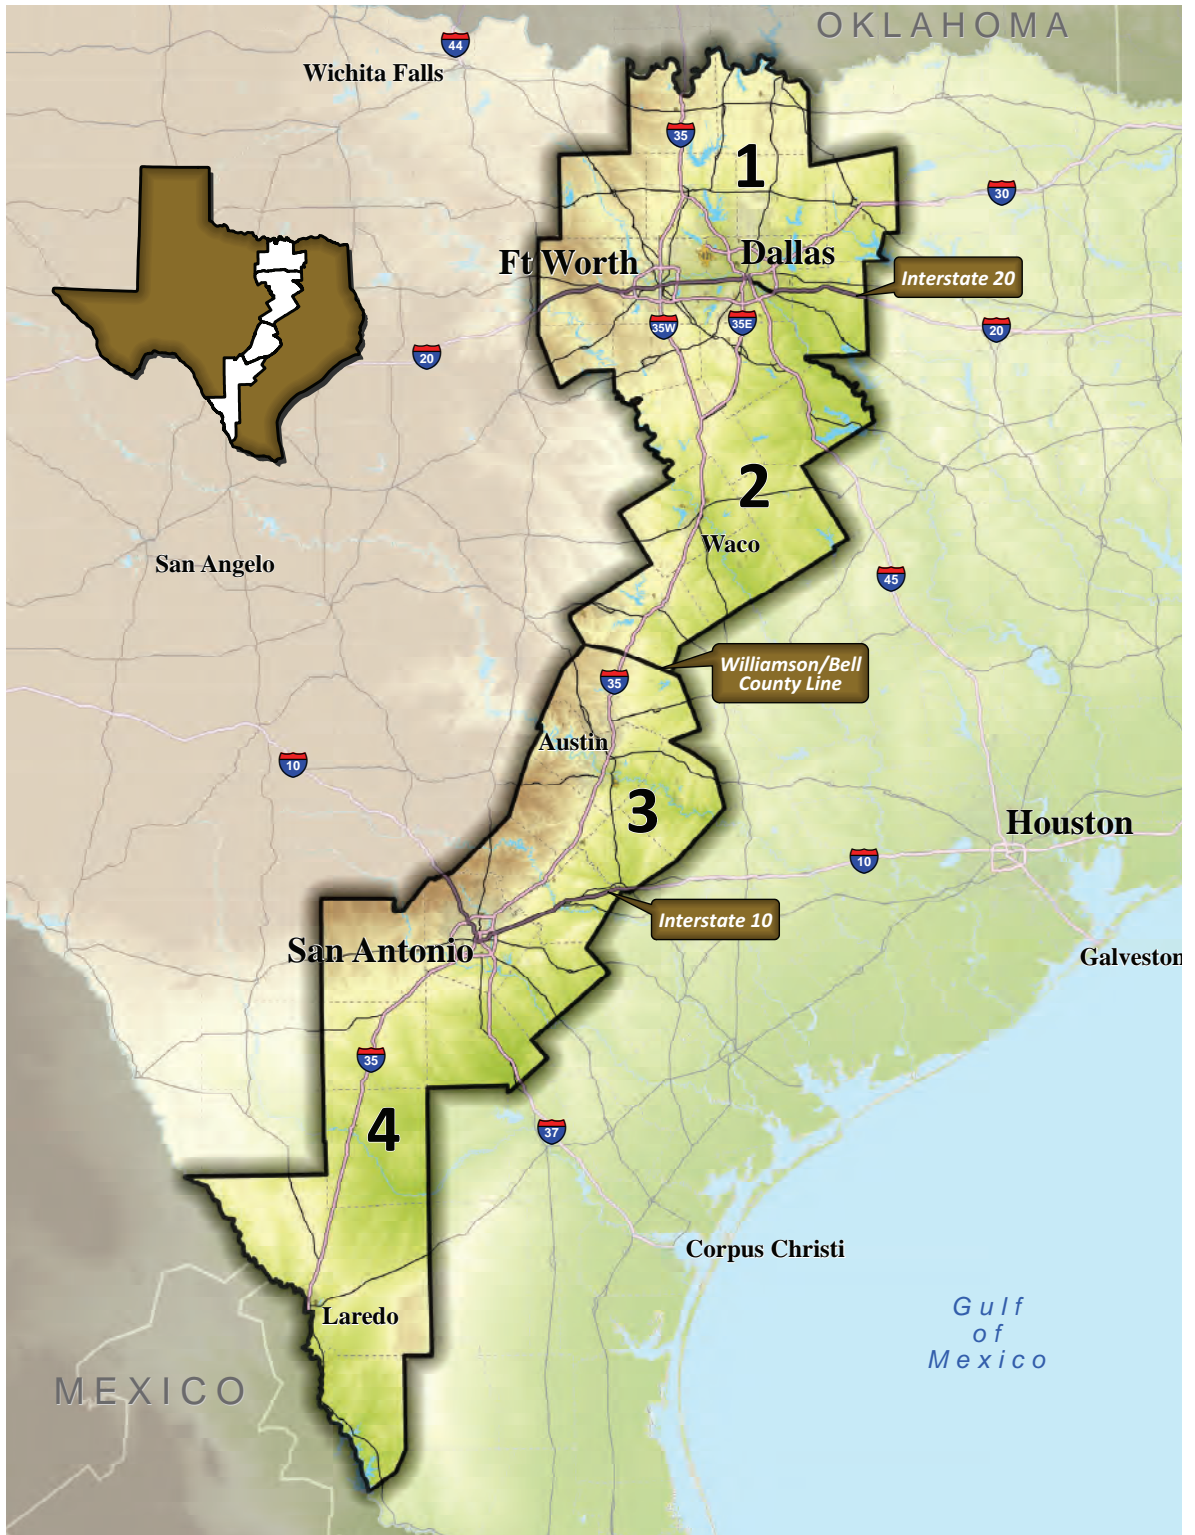 OKLAHOMA
44
Wichita Falls
35
1
30
Ft Worth
Dallas
Interstate 20
35W
35E
20
20
2
Waco
San Angelo
45
Williamson/Bell
County Line
35
Austin
10
3
Houston
10
Interstate 10
San Antonio
Galveston
35
4
37
Corpus Christi
Laredo
Gulf
of
Mexico
MEXICO